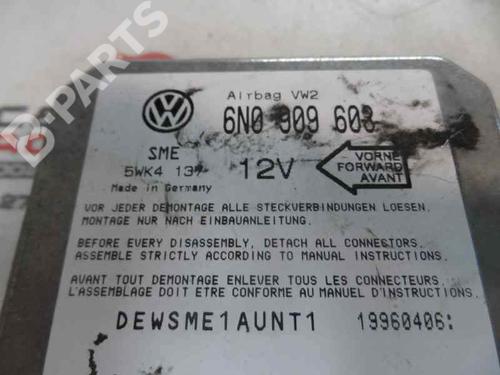 B-PARTS
Airbag VW2
6N0 909 603
SME
5WK4 137
12V
VORNE
FORWARD
AVANT
Made in Germany
VOR JEDER DEMONTAGE ALLE STECKVERBINDUNGEN LOESEN.
MONTAGE NUR NACH EINBAUANLEITUNG.
BEFORE EVERY DISASSEMBLY, DETACH ALL CONNECTORS.
ASSEMBLE STRICTLY ACCORDING TO MANUAL INSTRUCTIONS.
AVANT TOUT DEMONTAGE ENLEVER TOUS LES CONNECTEURS.
L'ASSEMBLAGE DOIT ETRE CONFORME AU MANUEL D'INSTRUCTIONS.
DEWSME1AUNT1 19960406: